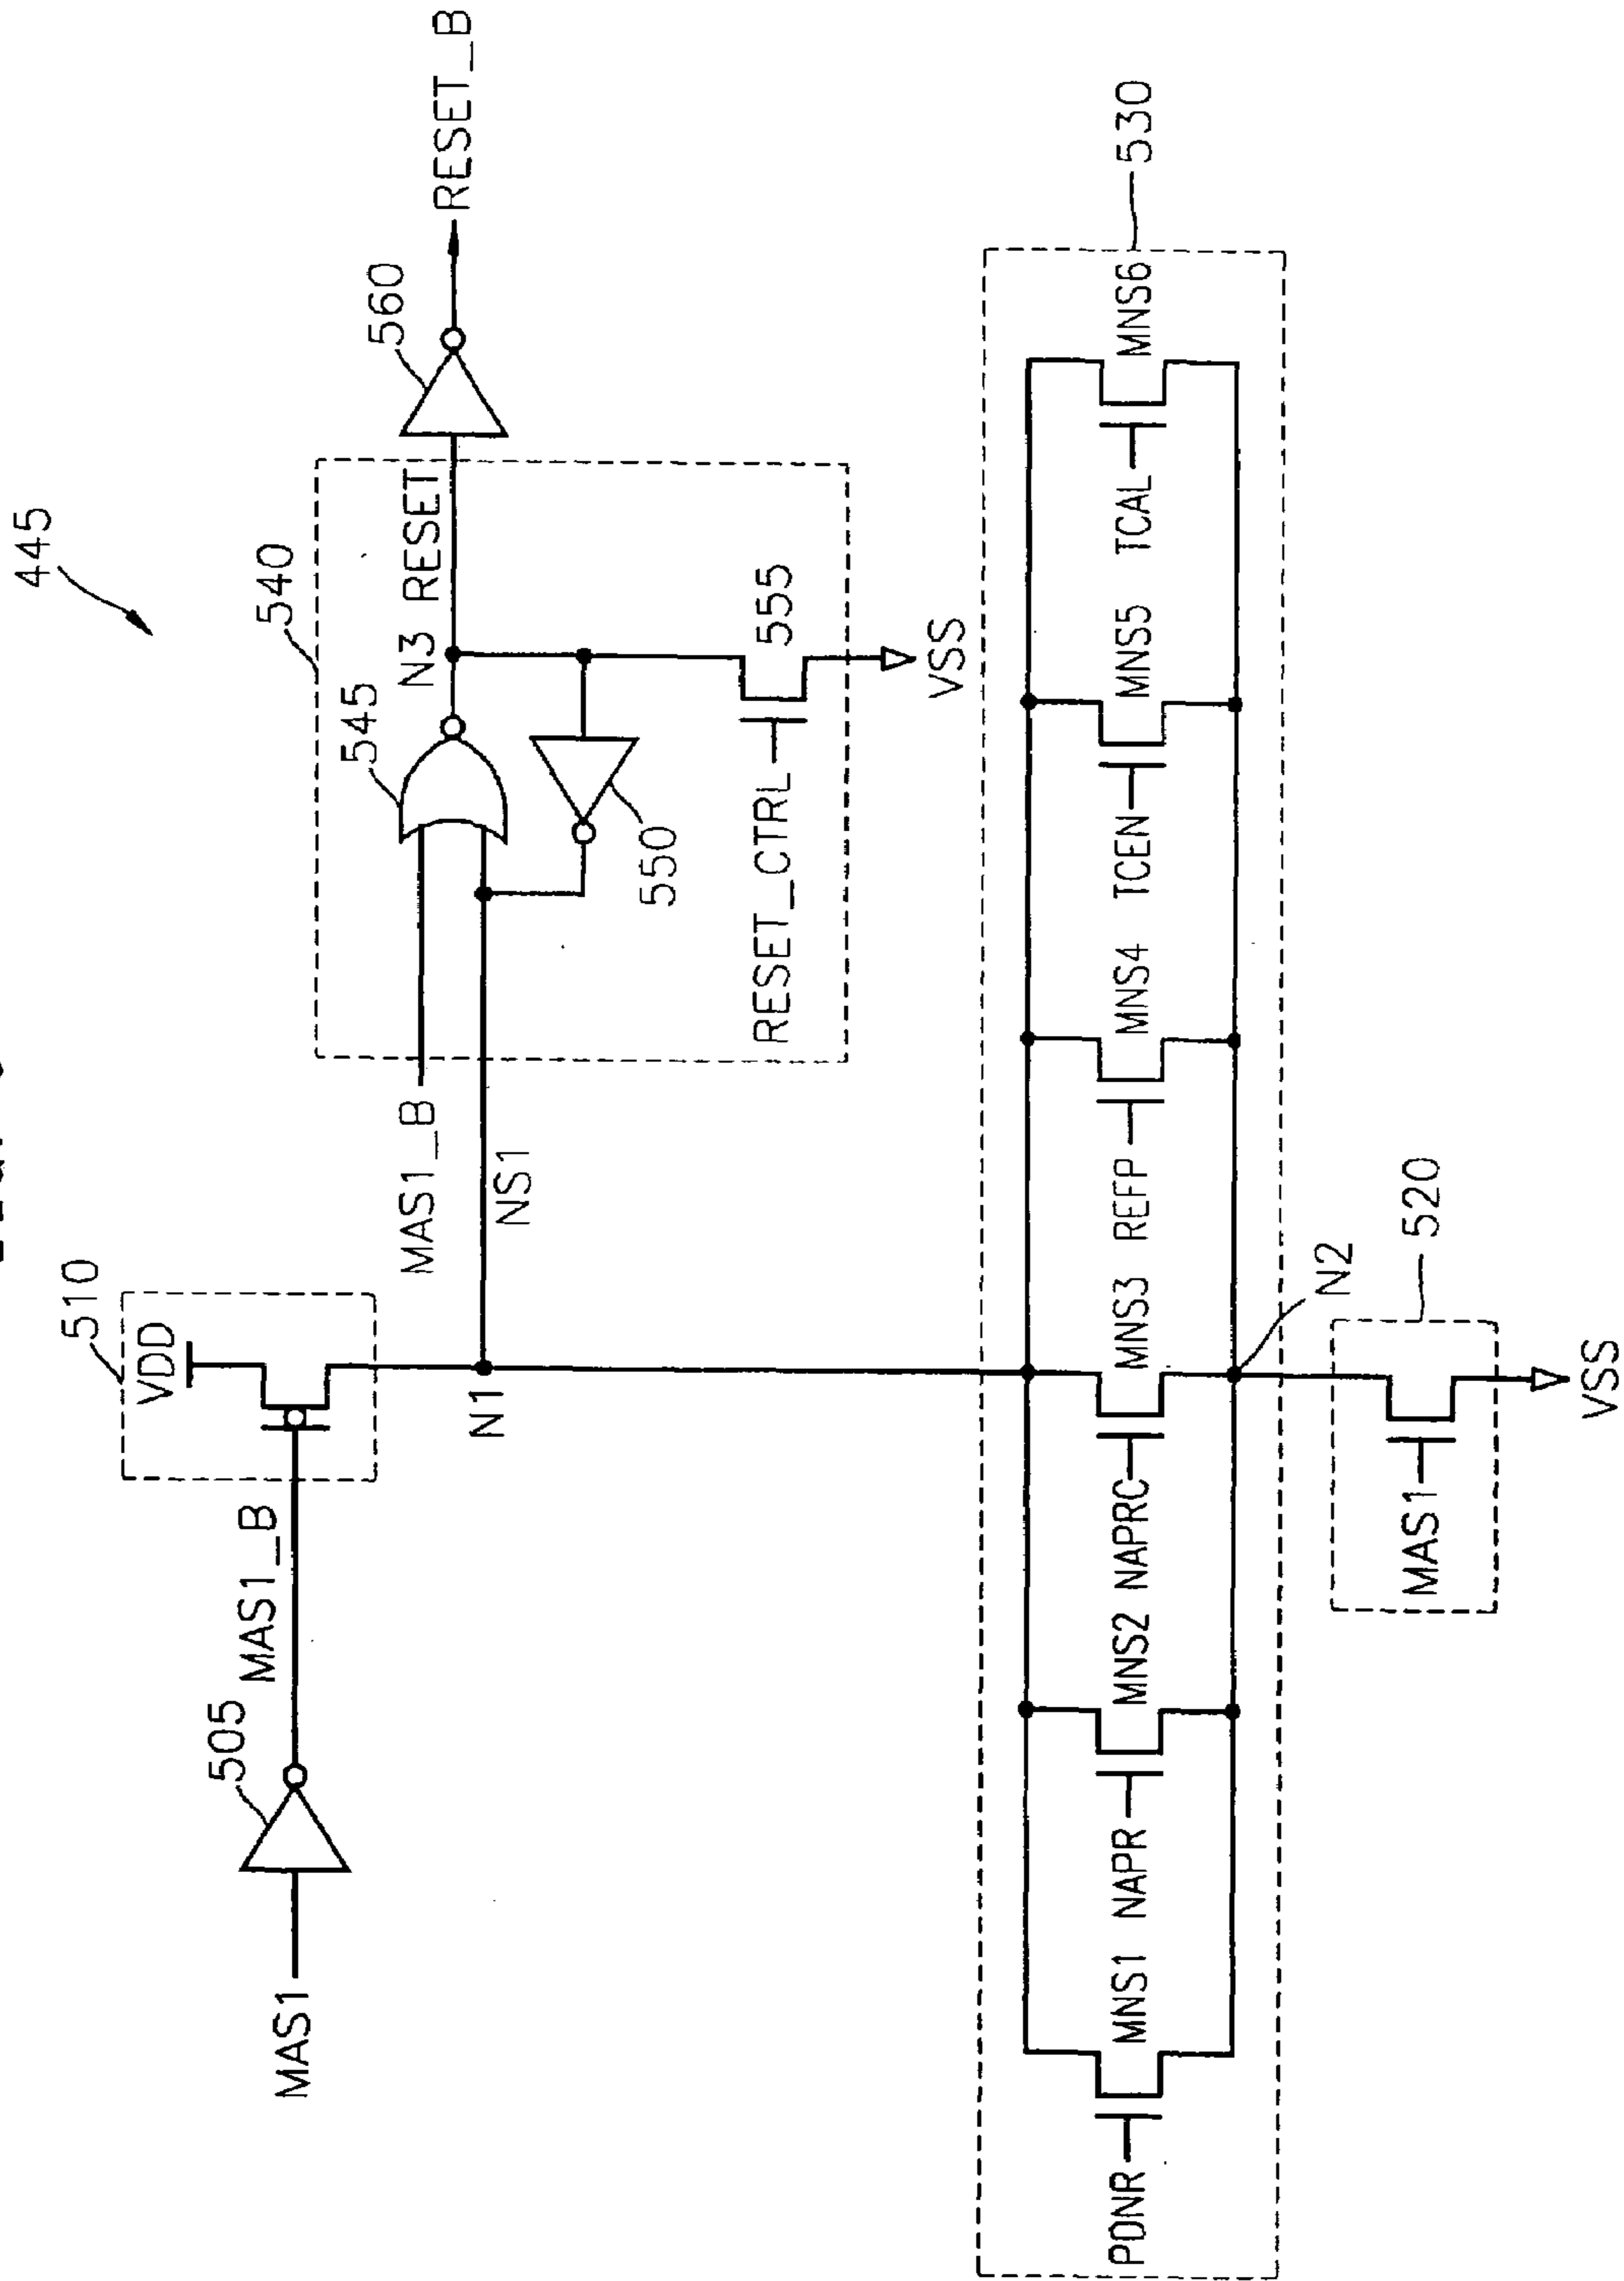 445
510
VDD
505
MAS1
MAS1_B
N1
MAS1_B
NS1
540
545
N3
RESET
550
RESET_CTRL
555
VSS
560
RESET_B
530
PDNR
MNS1
NAPR
MNS2
NAPRC
MNS3
REFP
MNS4
TCEN
MNS5
TCAL
MNS6
N2
520
MAS1
VSS